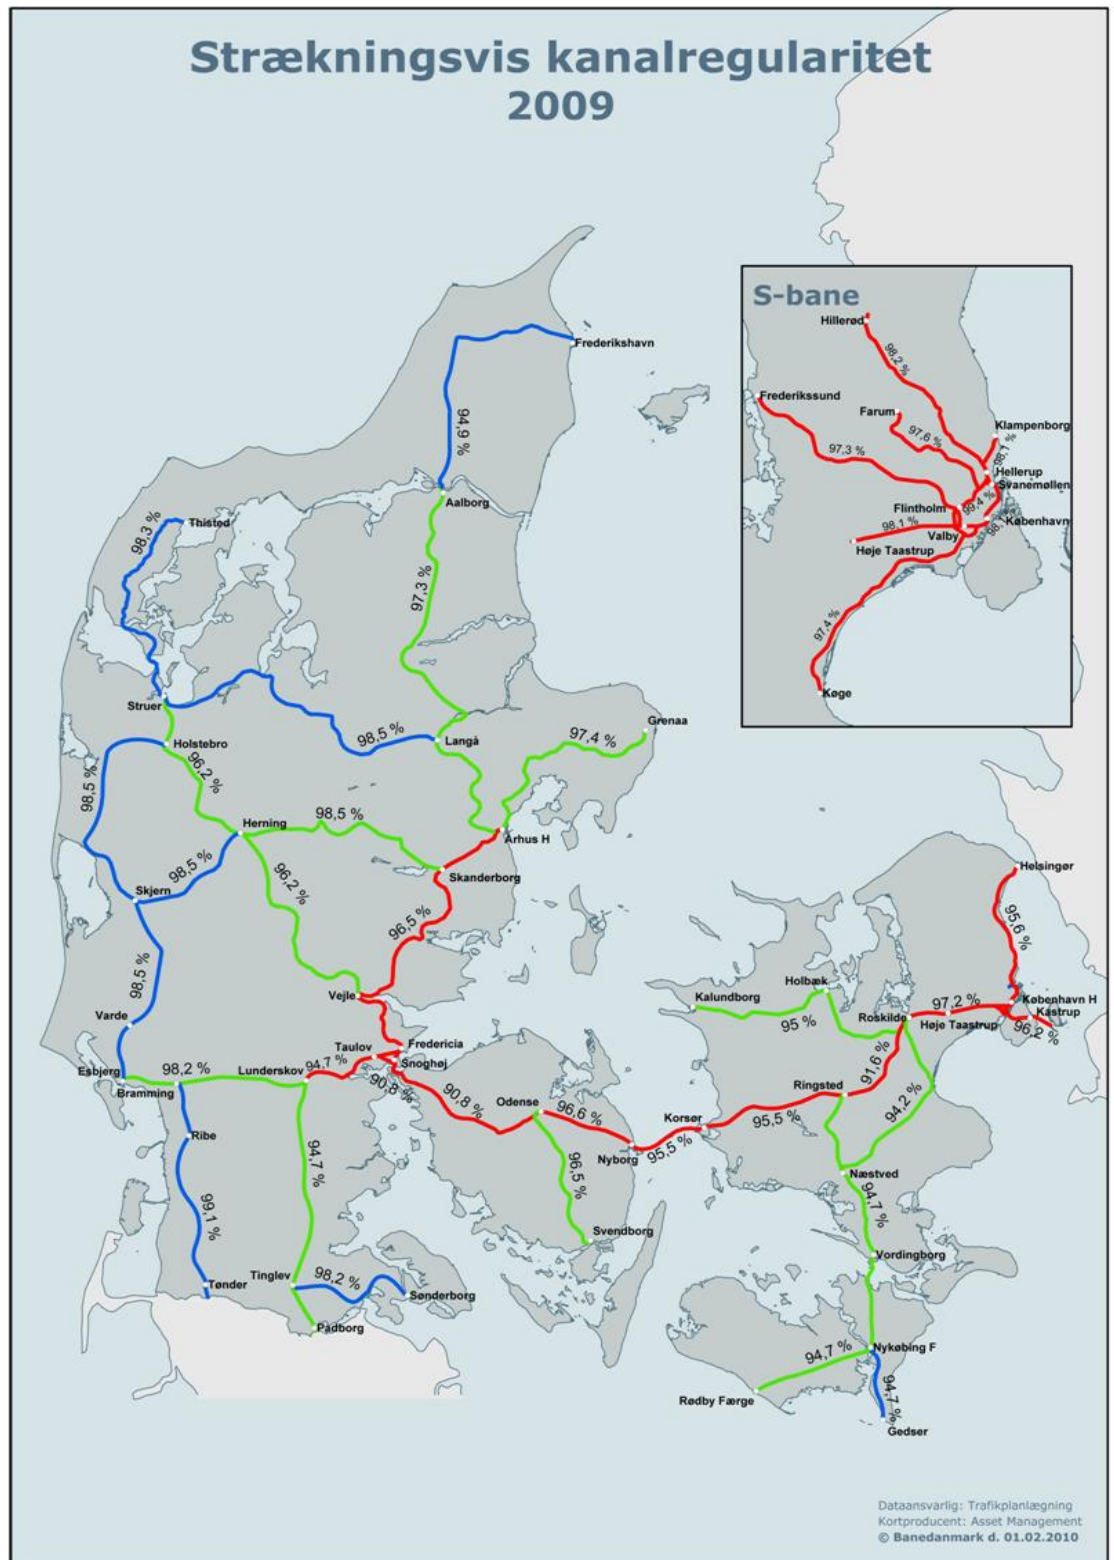 Strækningsvis kanalregularitet
2009
S-bane
Hillerød
98,2 %
Frederikssund
Farum
97,6 %
Klampenborg
98,1 %
97,3 %
Hellerup
Svanemøllen
Flintholm
99,4 %
København
98,1 %
Valby
Høje Taastrup
97,4 %
Køge
Frederikshavn
94,9 %
Aalborg
Thisted
98,3 %
97,3 %
Struer
Holstebro
98,5 %
Langå
Grenaa
97,4 %
96,2 %
98,5 %
Herning
98,5 %
Århus H
Skanderborg
98,5 %
96,2 %
Skjern
96,5 %
98,5 %
Vejle
Varde
Fredericia
Taulov
Snoghøj
Esbjerg
98,2 %
Lunderskov
94,7 %
90,8 %
Bramming
90,8 %
Odense
96,6 %
Ribe
Nyborg
95,5 %
Korsør
94,7 %
96,5 %
99,1 %
Svendborg
Tønder
Tinglev
98,2 %
Sønderborg
Padborg
Helsingør
95,6 %
Kalundborg
Holbæk
95 %
Roskilde
97,2 %
Høje Taastrup
København H
Kastrup
96,2 %
91,6 %
Ringsted
95,5 %
94,2 %
Næstved
94,7 %
Vordingborg
Nykøbing F
94,7 %
Rødby Færge
94,7 %
Gedser
Dataansvarlig: Trafikplanlægning
Kortproducent: Asset Management
© Banedanmark d. 01.02.2010